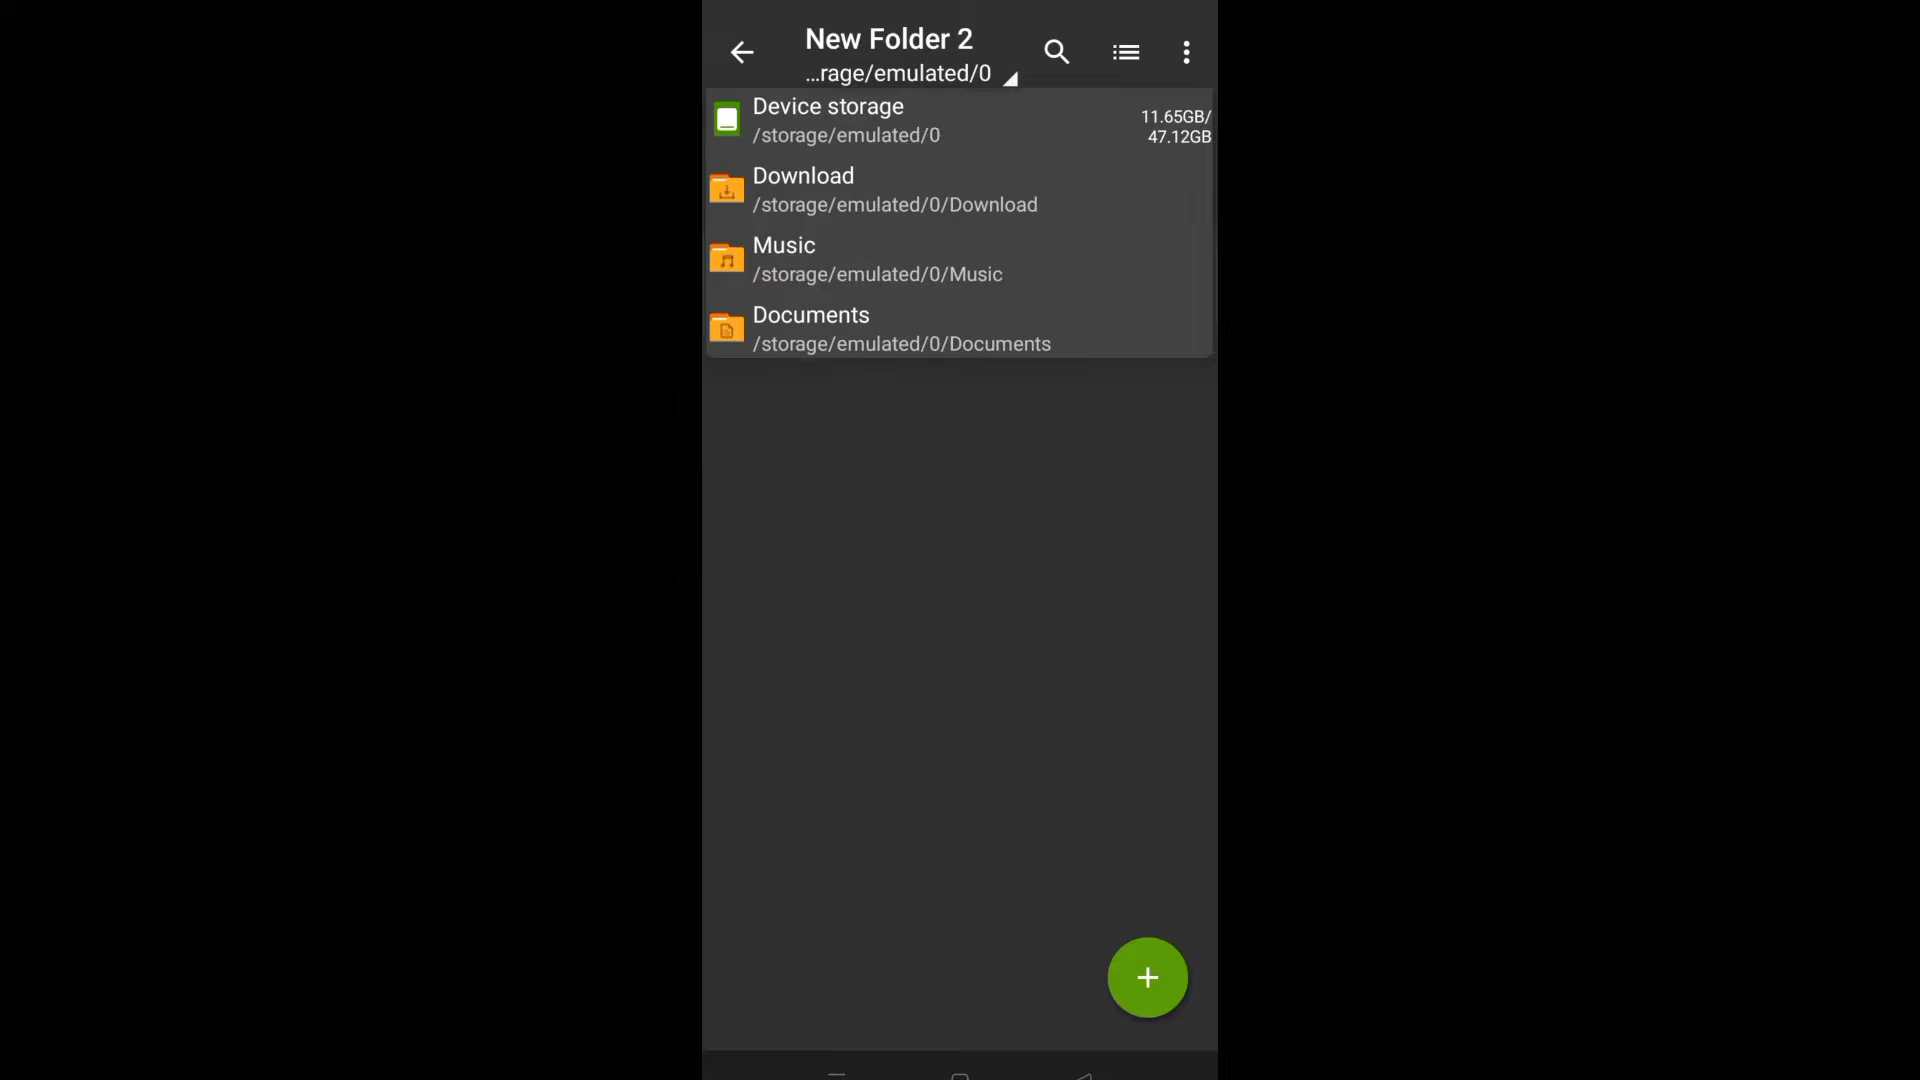 New Folder 2
...rage/emulated/0
Device storage
/storage/emulated/0
11.65GB/
47.12GB
Download
/storage/emulated/0/Download
Music
/storage/emulated/0/Music
Documents
/storage/emulated/0/Documents